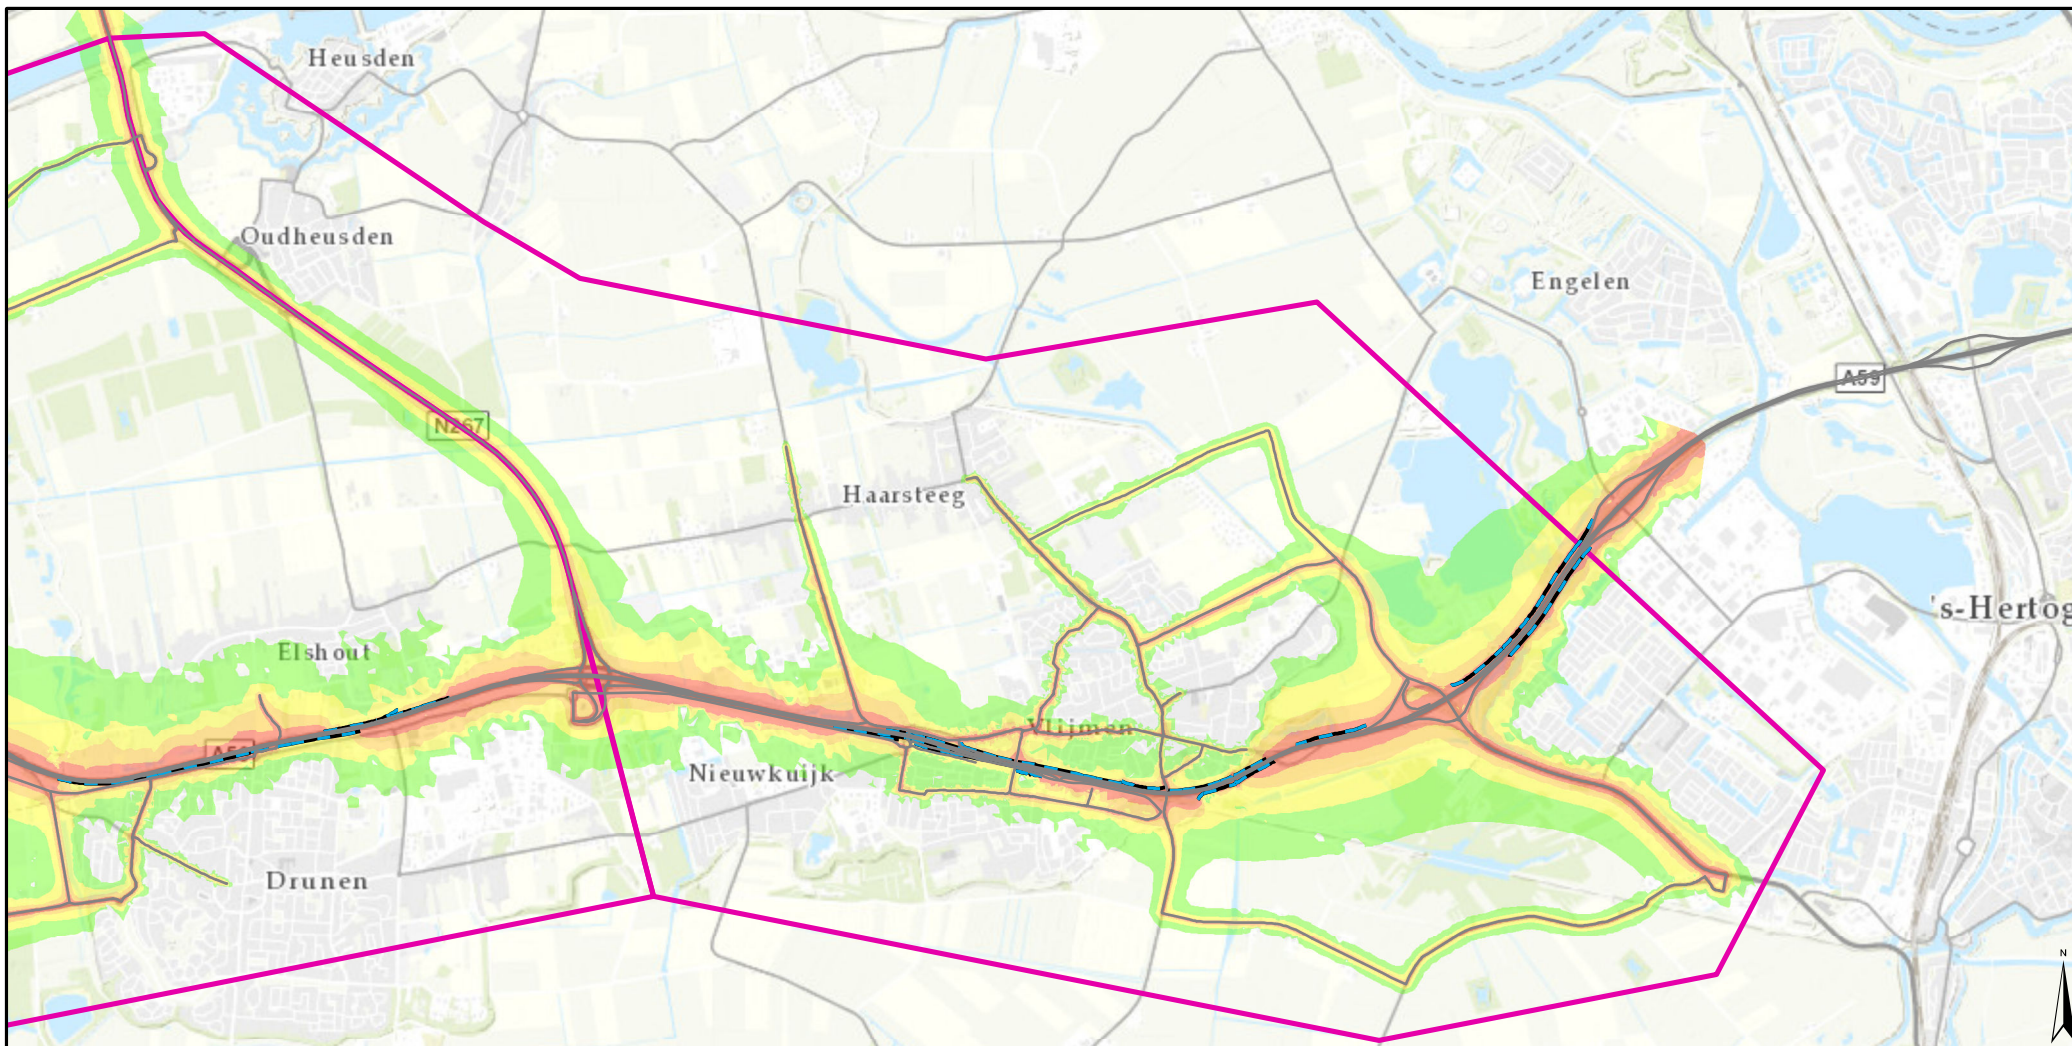 Heusden
Oudheusden
Engelen
A59
N267
Haarsteeg
's-Hertog
Elshout
Vlijmen
A59
Nieuwkuijk
Drunen
N